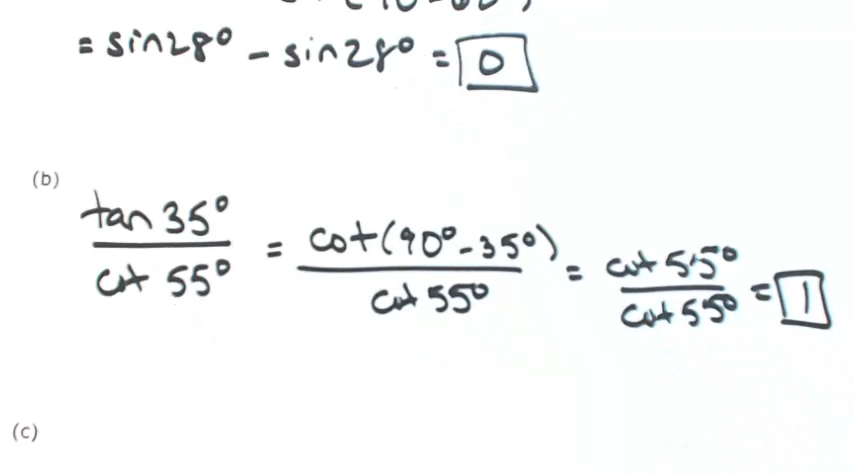 = sin28° - sin28° = 0
(b)
tan 35° / cot 55° = cot(90°-35°) / cot 55° = cot 55° / cot 55° = 1
(c)